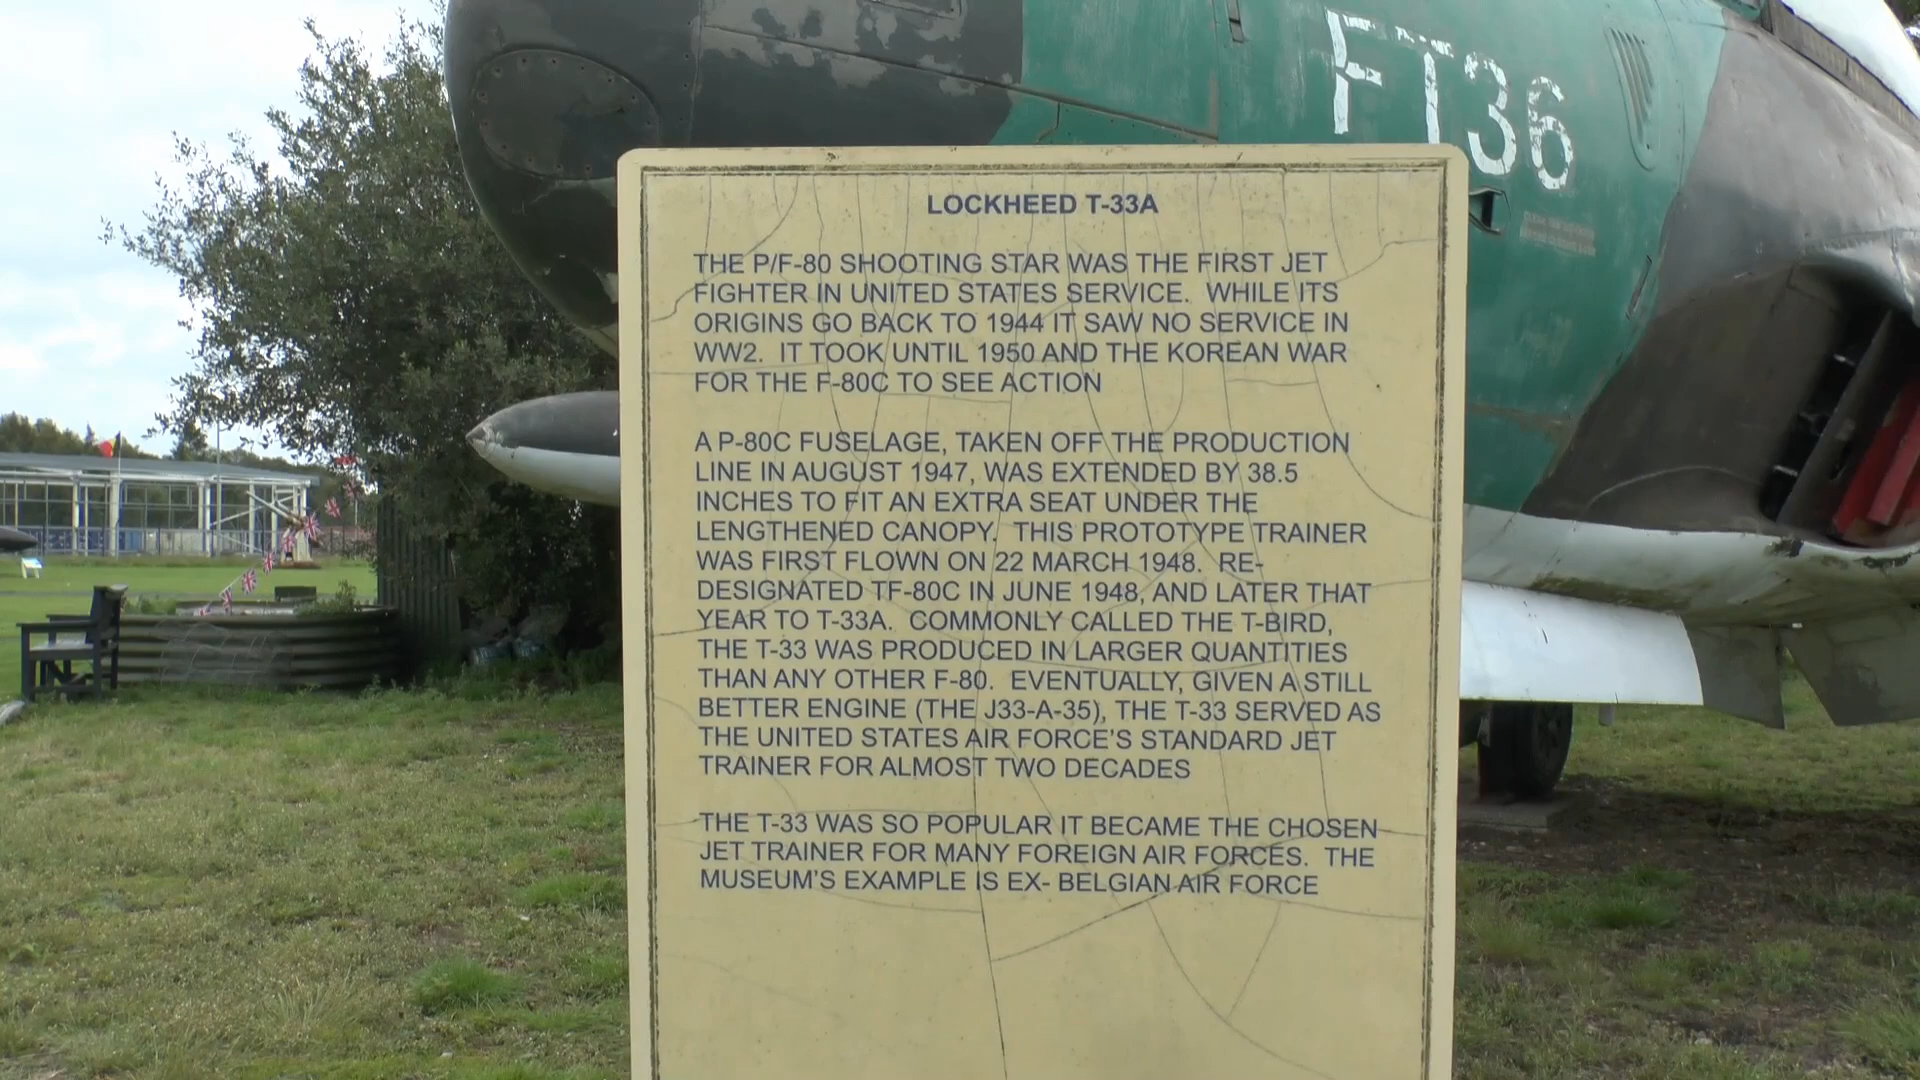 FT36
LOCKHEED T-33A
THE P/F-80 SHOOTING STAR WAS THE FIRST JET
FIGHTER IN UNITED STATES SERVICE. WHILE ITS
ORIGINS GO BACK TO 1944 IT SAW NO SERVICE IN
WW2. IT TOOK UNTIL 1950 AND THE KOREAN WAR
FOR THE F-80C TO SEE ACTION
A P-80C FUSELAGE, TAKEN OFF THE PRODUCTION
LINE IN AUGUST 1947, WAS EXTENDED BY 38.5
INCHES TO FIT AN EXTRA SEAT UNDER THE
LENGTHENED CANOPY. THIS PROTOTYPE TRAINER
WAS FIRST FLOWN ON 22 MARCH 1948. RE-
DESIGNATED TF-80C IN JUNE 1948, AND LATER THAT
YEAR TO T-33A. COMMONLY CALLED THE T-BIRD,
THE T-33 WAS PRODUCED IN LARGER QUANTITIES
THAN ANY OTHER F-80. EVENTUALLY, GIVEN A STILL
BETTER ENGINE (THE J33-A-35), THE T-33 SERVED AS
THE UNITED STATES AIR FORCE'S STANDARD JET
TRAINER FOR ALMOST TWO DECADES
THE T-33 WAS SO POPULAR IT BECAME THE CHOSEN
JET TRAINER FOR MANY FOREIGN AIR FORCES. THE
MUSEUM'S EXAMPLE IS EX- BELGIAN AIR FORCE